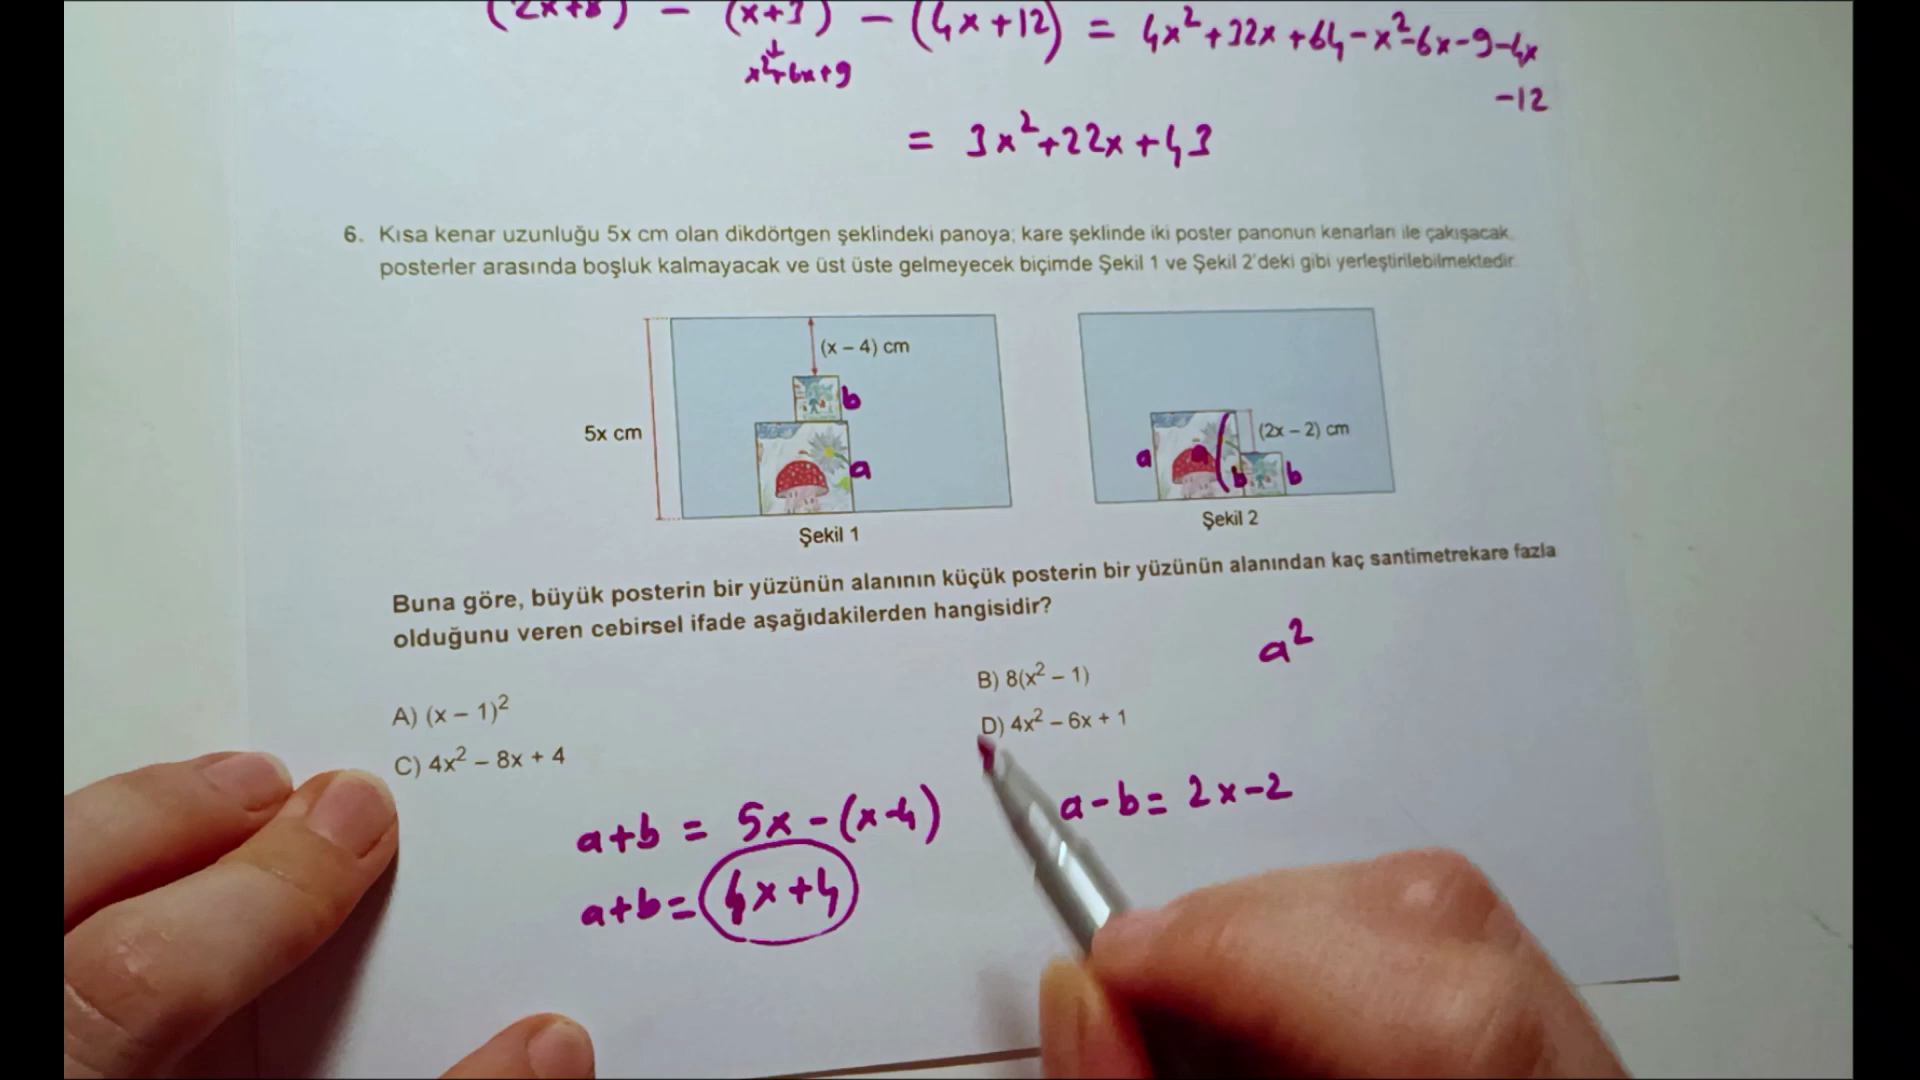 (2x+8) - (x+3) - (4x+12) = 4x²+32x+64-x²-6x-9-4x
x²+6x+9
-12
= 3x²+22x+43
6. Kısa kenar uzunluğu 5x cm olan dikdörtgen şeklindeki panoya; kare şeklinde iki poster panonun kenarları ile çakışacak,
posterler arasında boşluk kalmayacak ve üst üste gelmeyecek biçimde Şekil 1 ve Şekil 2'deki gibi yerleştirilebilmektedir.
(x – 4) cm
b
5x cm
a
Şekil 1
(2x – 2) cm
a
a
b
b
Şekil 2
Buna göre, büyük posterin bir yüzünün alanının küçük posterin bir yüzünün alanından kaç santimetrekare fazla
olduğunu veren cebirsel ifade aşağıdakilerden hangisidir?
a²
A) (x – 1)²
B) 8(x² – 1)
C) 4x² – 8x + 4
D) 4x² – 6x + 1
a+b = 5x-(x-4)
a-b = 2x-2
a+b = 4x+4